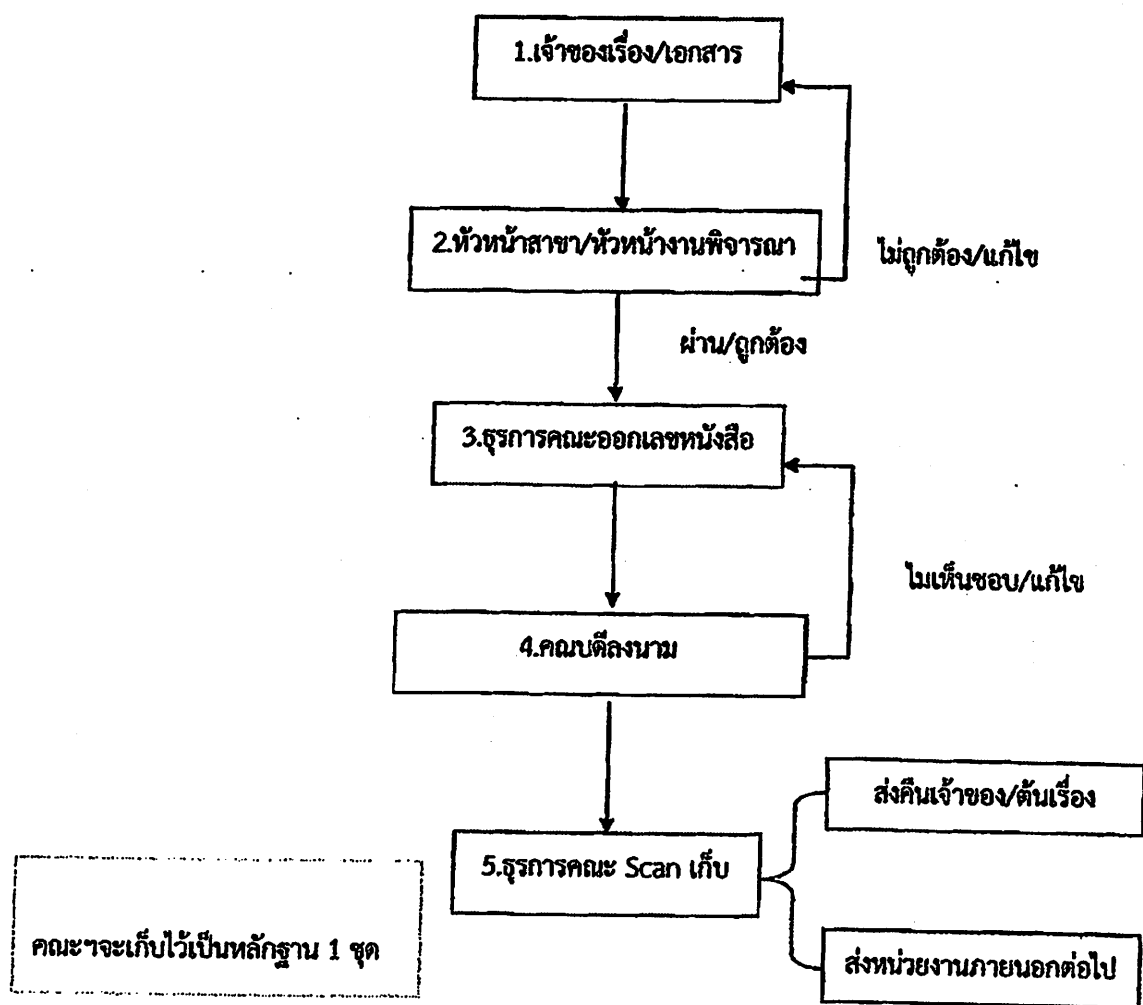 1.เจ้าของเรื่อง/เอกสาร
2.หัวหน้าสาขา/หัวหน้างานพิจารณา
ไม่ถูกต้อง/แก้ไข
ผ่าน/ถูกต้อง
3.ธุรการคณะออกเลขหนังสือ
ไมเห็นชอบ/แก้ไข
4.คณบดีลงนาม
ส่งคืนเจ้าของ/ต้นเรื่อง
5.ธุรการคณะ Scan เก็บ
คณะฯจะเก็บไว้เป็นหลักฐาน 1 ชุด
ส่งหน่วยงานภายนอกต่อไป